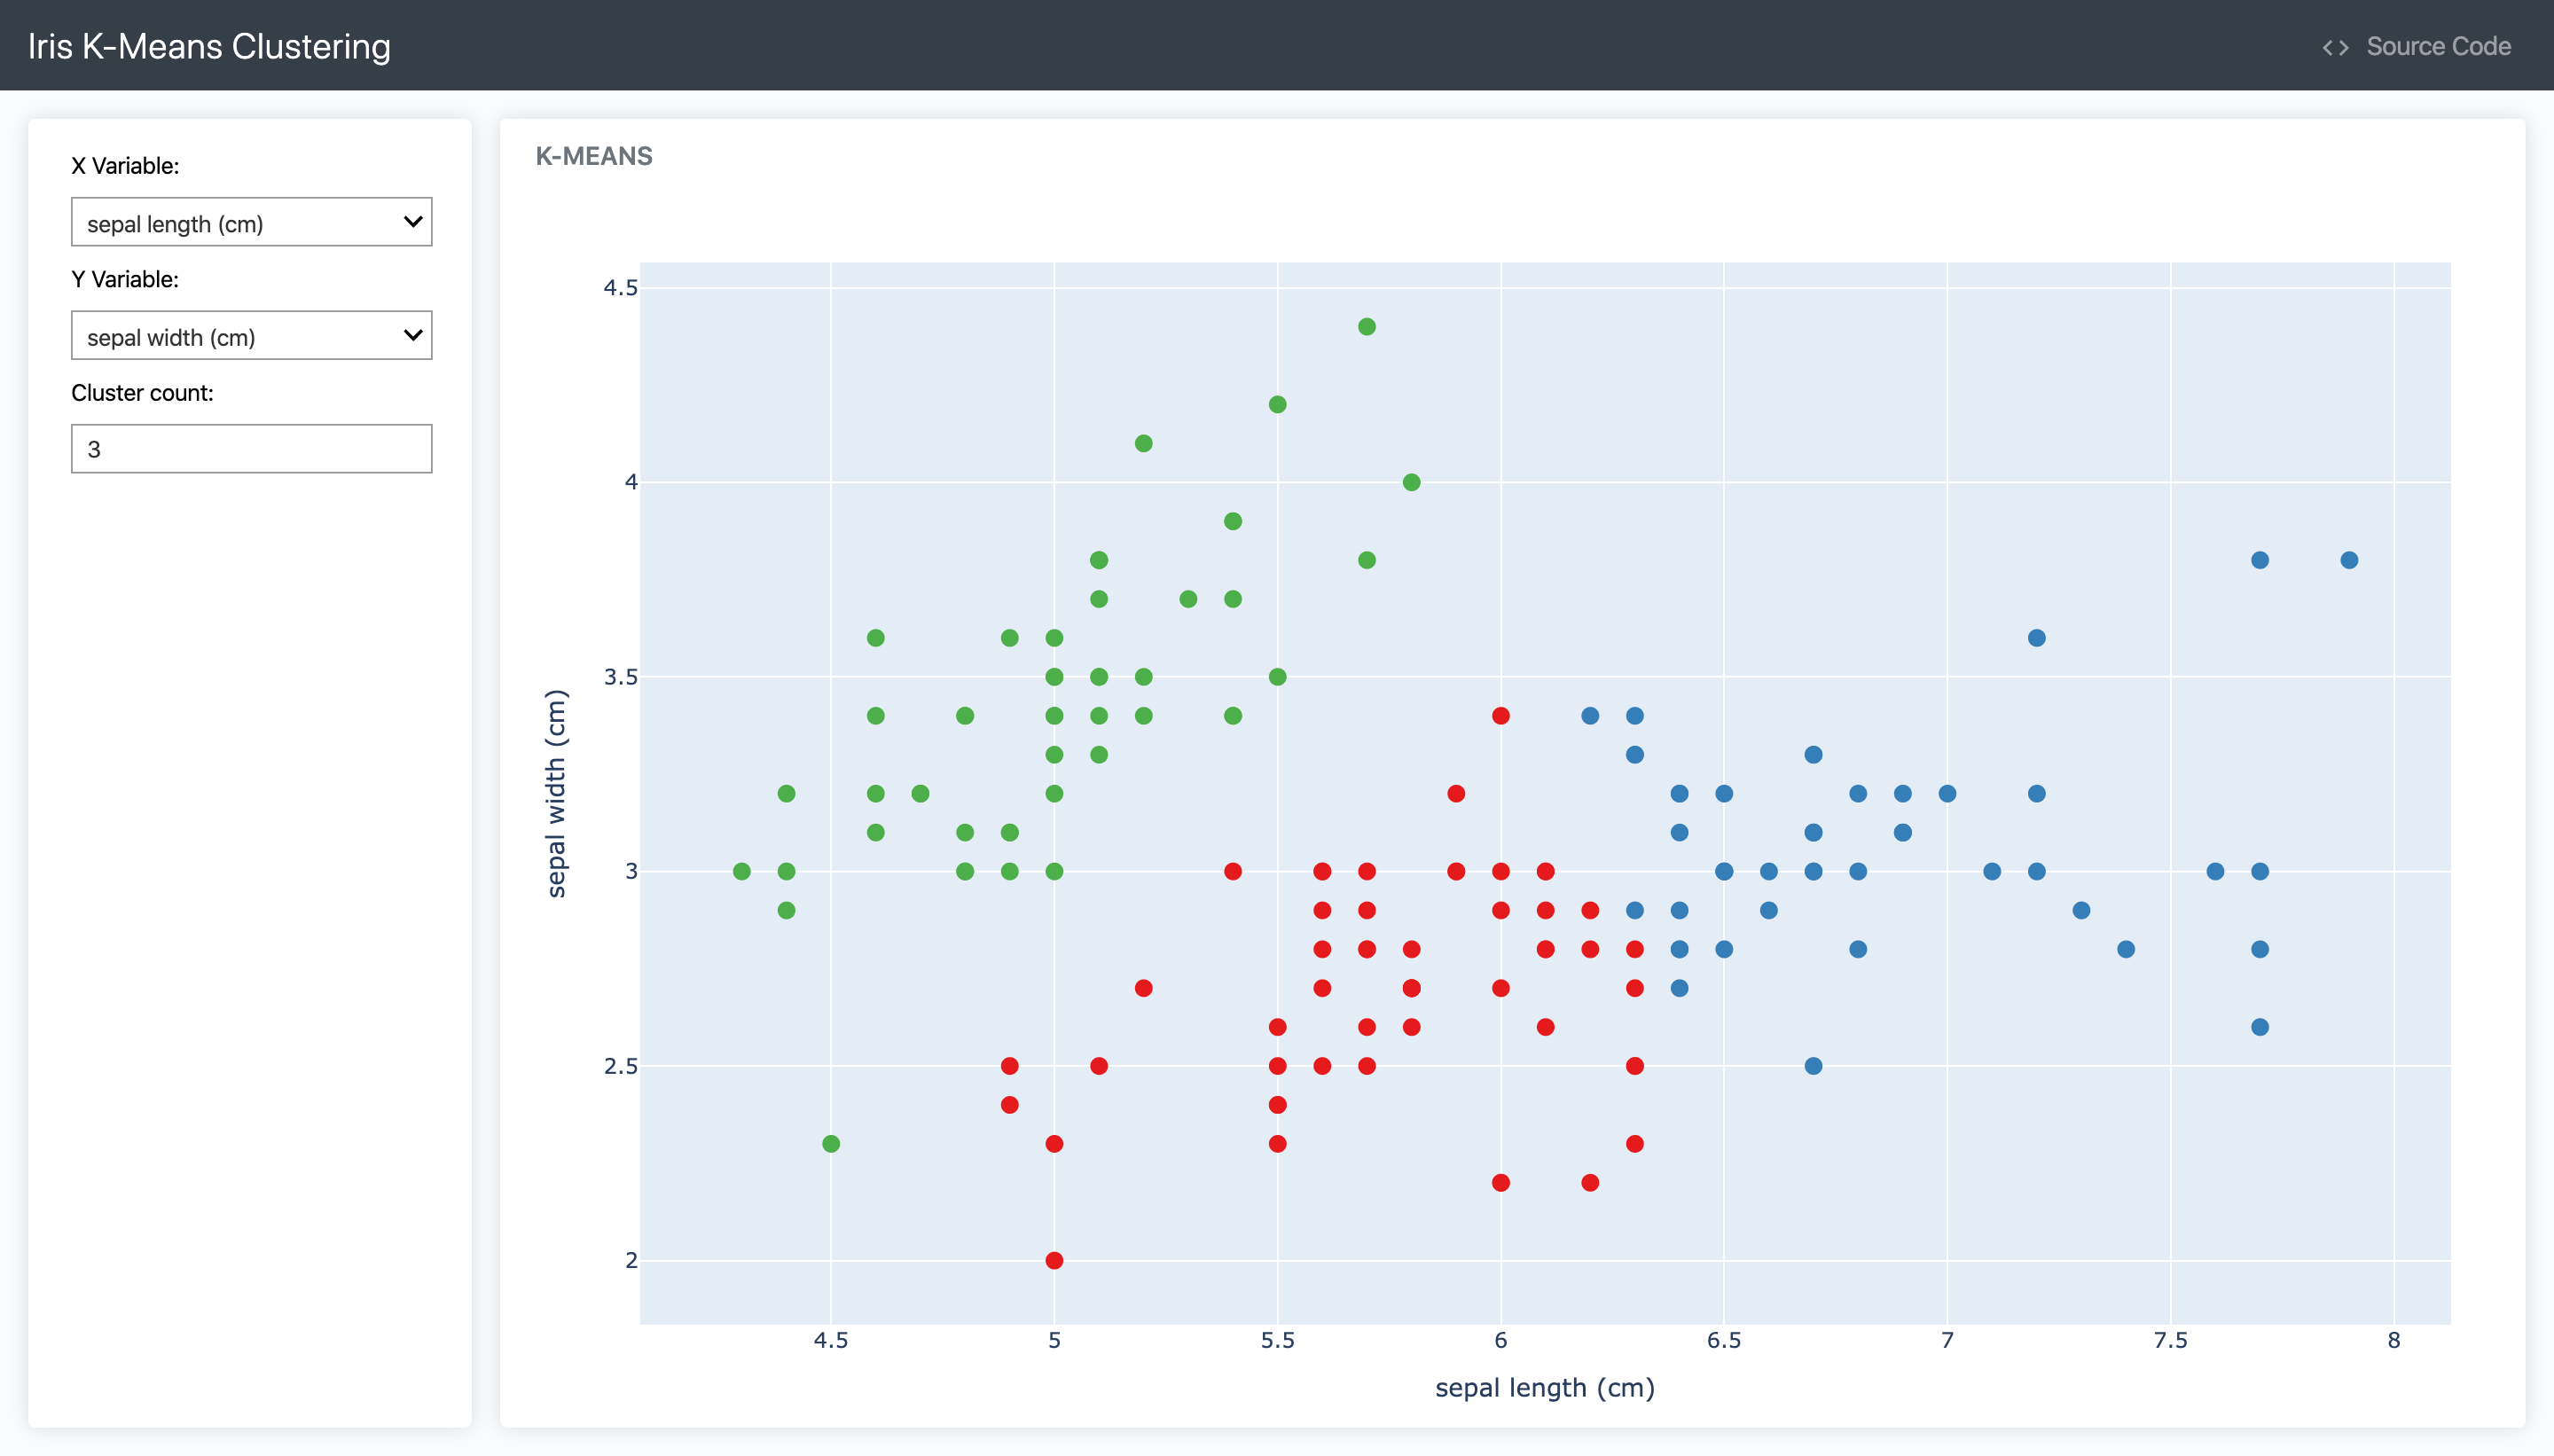 Iris K-Means Clustering
<> Source Code
X Variable:
sepal length (cm)
Y Variable:
sepal width (cm)
Cluster count:
3
K-MEANS
4.5
4
3.5
3
2.5
2
sepal width (cm)
4.5 5 5.5 6 6.5 7 7.5 8
sepal length (cm)